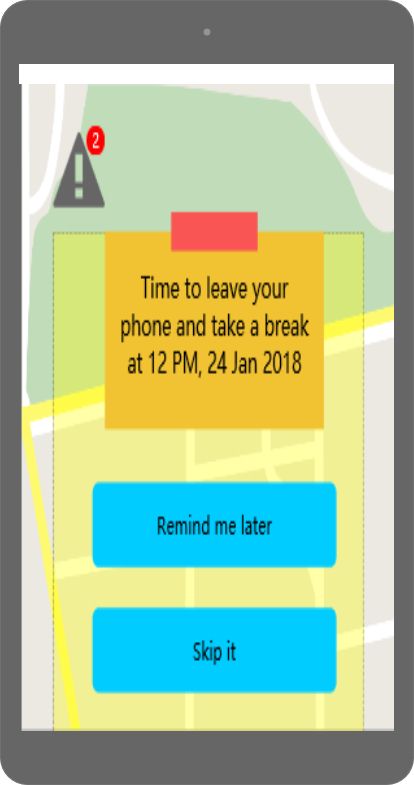 2
Time to leave your
phone and take a break
at 12 PM, 24 Jan 2018
Remind me later
Skip it